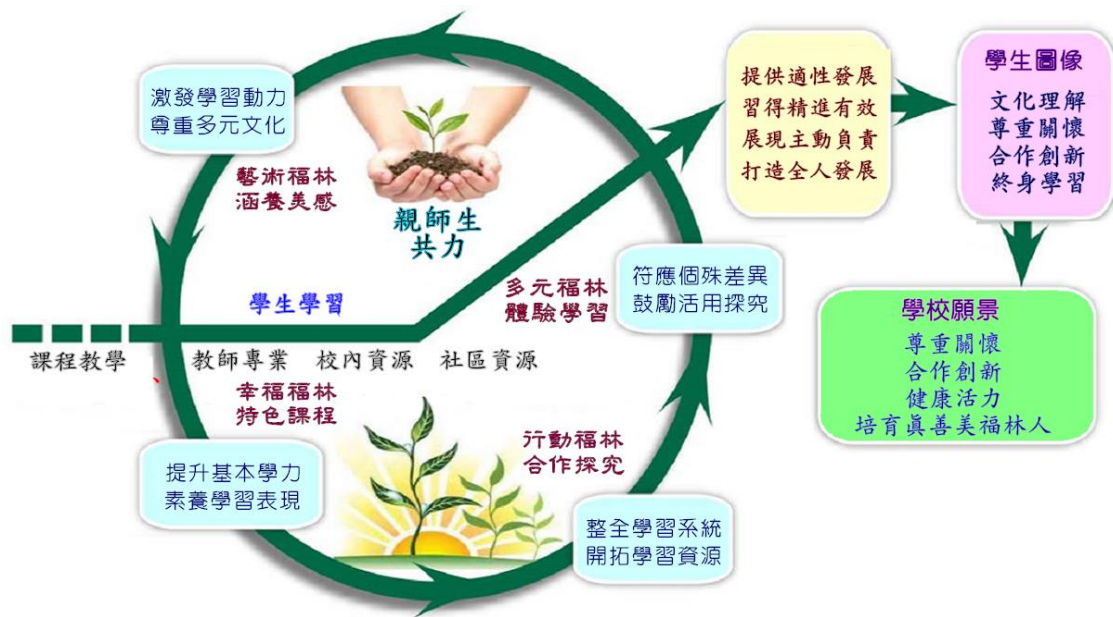 激發學習動力
尊重多元文化
藝術福林
涵養美感
親師生
共力
學生學習
課程教學
教師專業 校內資源 社區資源
多元福林
體驗學習
符應個殊差異
鼓勵活用探究
幸福福林
特色課程
行動福林
合作探究
提升基本學力
素養學習表現
整全學習系統
開拓學習資源
提供適性發展
習得精進有效
展現主動負責
打造全人發展
學生圖像
文化理解
尊重關懷
合作創新
終身學習
學校願景
尊重關懷
合作創新
健康活力
培育真善美福林人